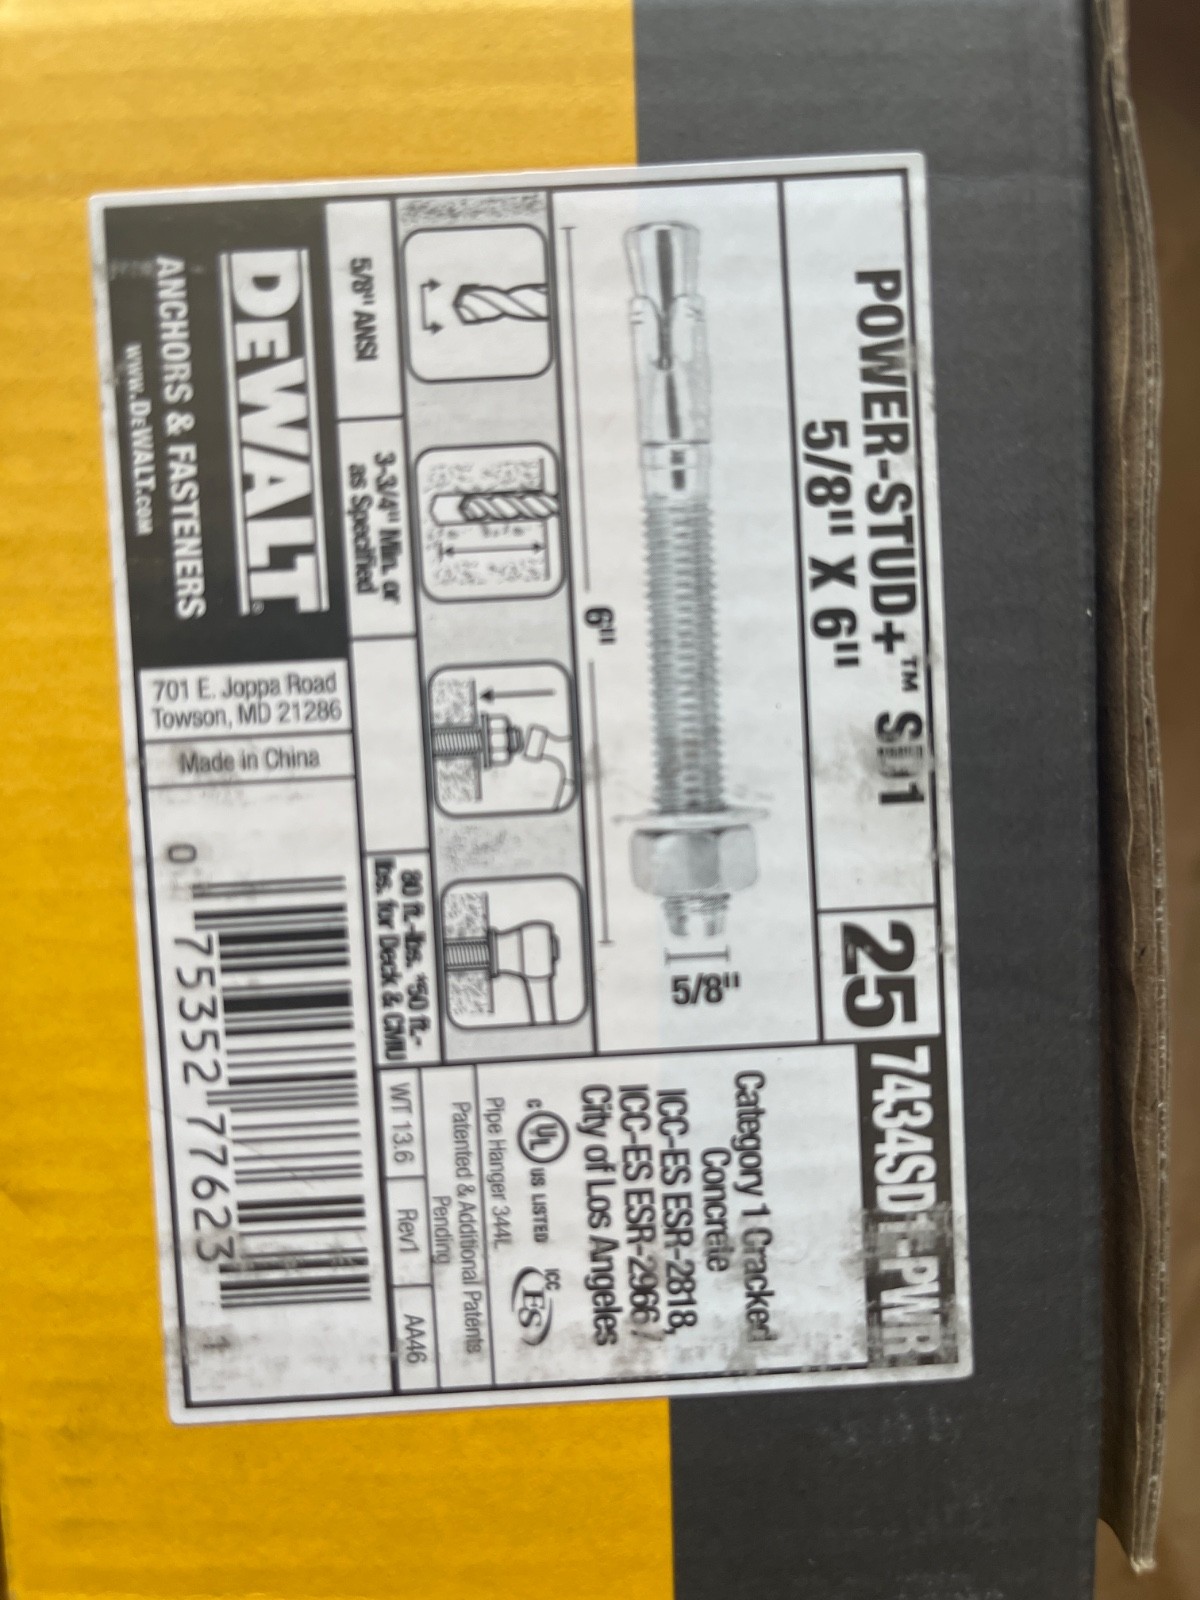 POWER-STUD+™ SD1
5/8" X 6"
25
7434SD1-PWR
6"
5/8"
Category 1 Cracked
Concrete
ICC-ES ESR-2818,
ICC-ES ESR-2966 /
City of Los Angeles
C UL US LISTED
ICC ES
Pipe Hanger 344L
Patented & Additional Patents
Pending
5/8" ANSI
3-3/4" Min. or
as Specified
80 ft.-lbs. *50 ft.-
lbs. for Deck & CMU
WT 13.6
Rev1
AA46
DEWALT®
ANCHORS & FASTENERS
www.DEWALT.com
701 E. Joppa Road
Towson, MD 21286
Made in China
0 75352 77623 1